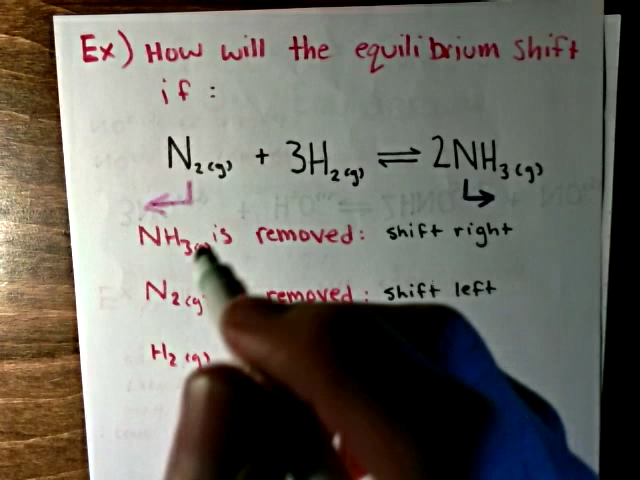 Ex) How will the equilibrium shift
if :
N2(g) + 3H2(g) ⇌ 2NH3(g)
NH3(g) is removed: shift right
N2(g removed: shift left
H2(g)